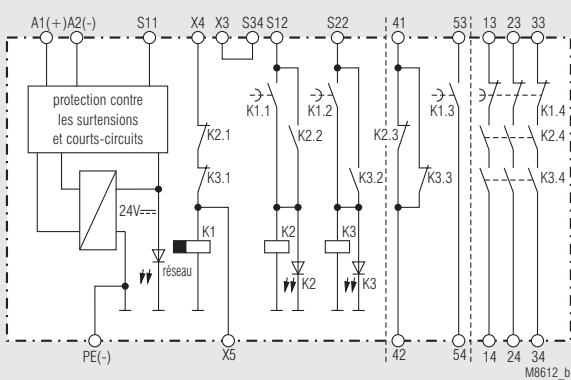 A1(+) A2(-) S11 X4 X3 S34 S12 S22 41 53 13 23 33
protection contre
les surtensions
et courts-circuits
K1.1 K1.2 K1.3 K1.4
K2.1 K2.2 K2.3 K2.4
K3.1 K3.2 K3.3 K3.4
24V
K1 K2 K3
réseau K2 K3
PE(-) X5 42 54 14 24 34
M8612_b